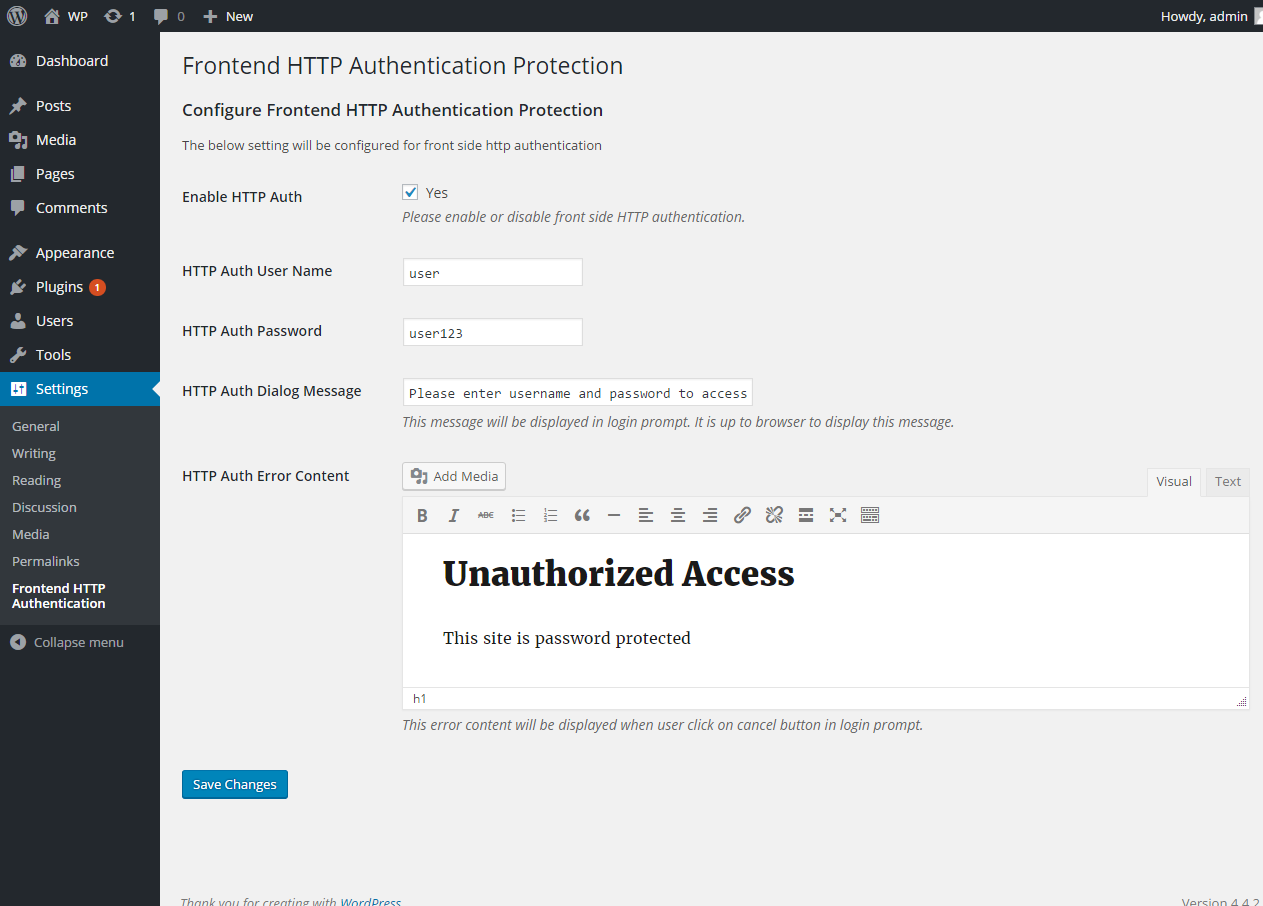 WP 1 0 New Howdy, admin
Dashboard
Posts
Media
Pages
Comments
Appearance
Plugins 1
Users
Tools
Settings
General
Writing
Reading
Discussion
Media
Permalinks
Frontend HTTP
Authentication
Collapse menu
Frontend HTTP Authentication Protection
Configure Frontend HTTP Authentication Protection
The below setting will be configured for front side http authentication
Enable HTTP Auth Yes
Please enable or disable front side HTTP authentication.
HTTP Auth User Name user
HTTP Auth Password user123
HTTP Auth Dialog Message Please enter username and password to access
This message will be displayed in login prompt. It is up to browser to display this message.
HTTP Auth Error Content Add Media Visual Text
B I ABC
Unauthorized Access
This site is password protected
h1
This error content will be displayed when user click on cancel button in login prompt.
Save Changes
Thank you for creating with WordPress Version 4.4.2